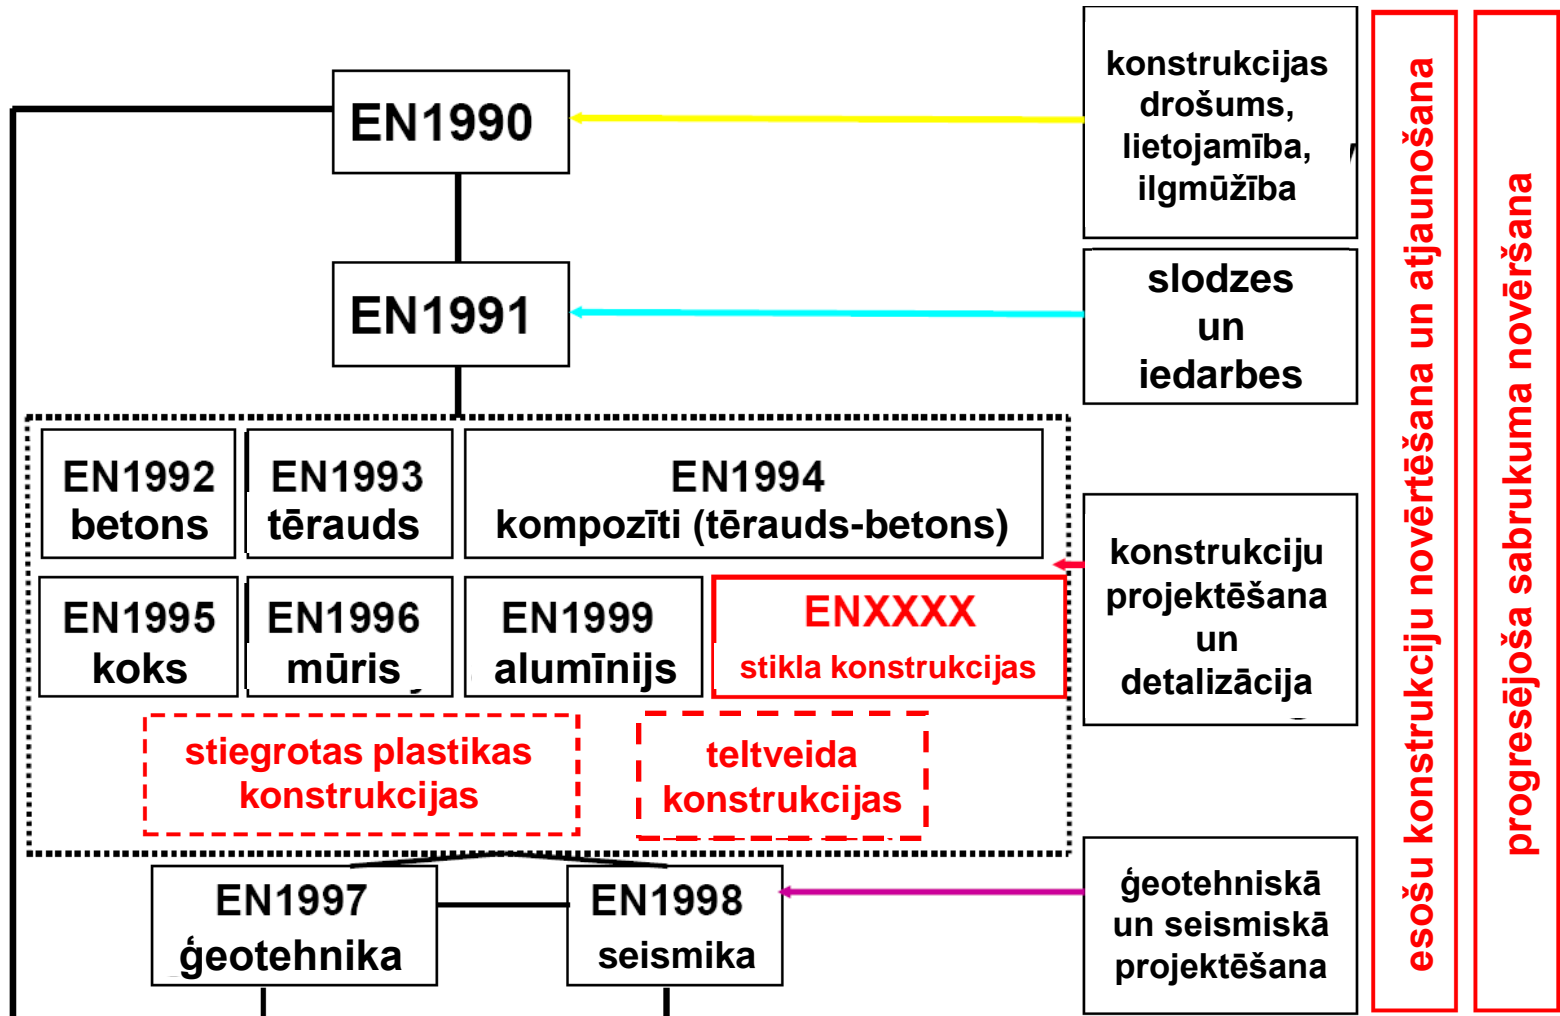 EN1990
konstrukcijas
drošums,
lietojamība,
ilgmūžība
EN1991
slodzes
un
iedarbes
EN1992
betons
EN1993
tērauds
EN1994
kompozīti (tērauds-betons)
EN1995
koks
EN1996
mūris
EN1999
alumīnijs
ENXXXX
stikla konstrukcijas
konstrukciju
projektēšana
un
detalizācija
stiegrotas plastikas
konstrukcijas
teltveida
konstrukcijas
EN1997
ģeotehnika
EN1998
seismika
ģeotehniskā
un seismiskā
projektēšana
esošu konstrukciju novērtēšana un atjaunošana
progresējoša sabrukuma novēršana